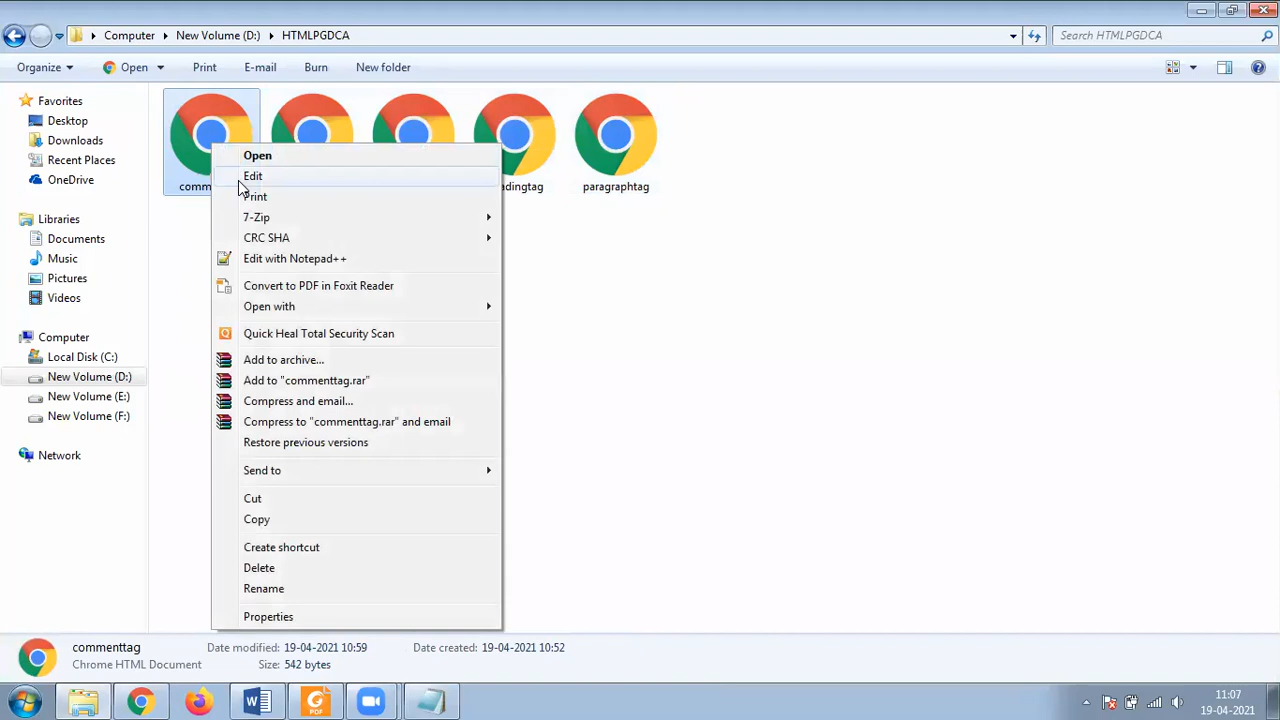 Computer New Volume (D:) HTMLPGDCA Search HTMLPGDCA
Organize Open Print E-mail Burn New folder
Favorites
Desktop
Downloads
Recent Places
OneDrive
Libraries
Documents
Music
Pictures
Videos
Computer
Local Disk (C:)
New Volume (D:)
New Volume (E:)
New Volume (F:)
Network
comm
adingtag
paragraphtag
Open
Edit
Print
7-Zip
CRC SHA
Edit with Notepad++
Convert to PDF in Foxit Reader
Open with
Quick Heal Total Security Scan
Add to archive...
Add to "commenttag.rar"
Compress and email...
Compress to "commenttag.rar" and email
Restore previous versions
Send to
Cut
Copy
Create shortcut
Delete
Rename
Properties
commenttag Date modified: 19-04-2021 10:59 Date created: 19-04-2021 10:52
Chrome HTML Document Size: 542 bytes
PDF
11:07
19-04-2021